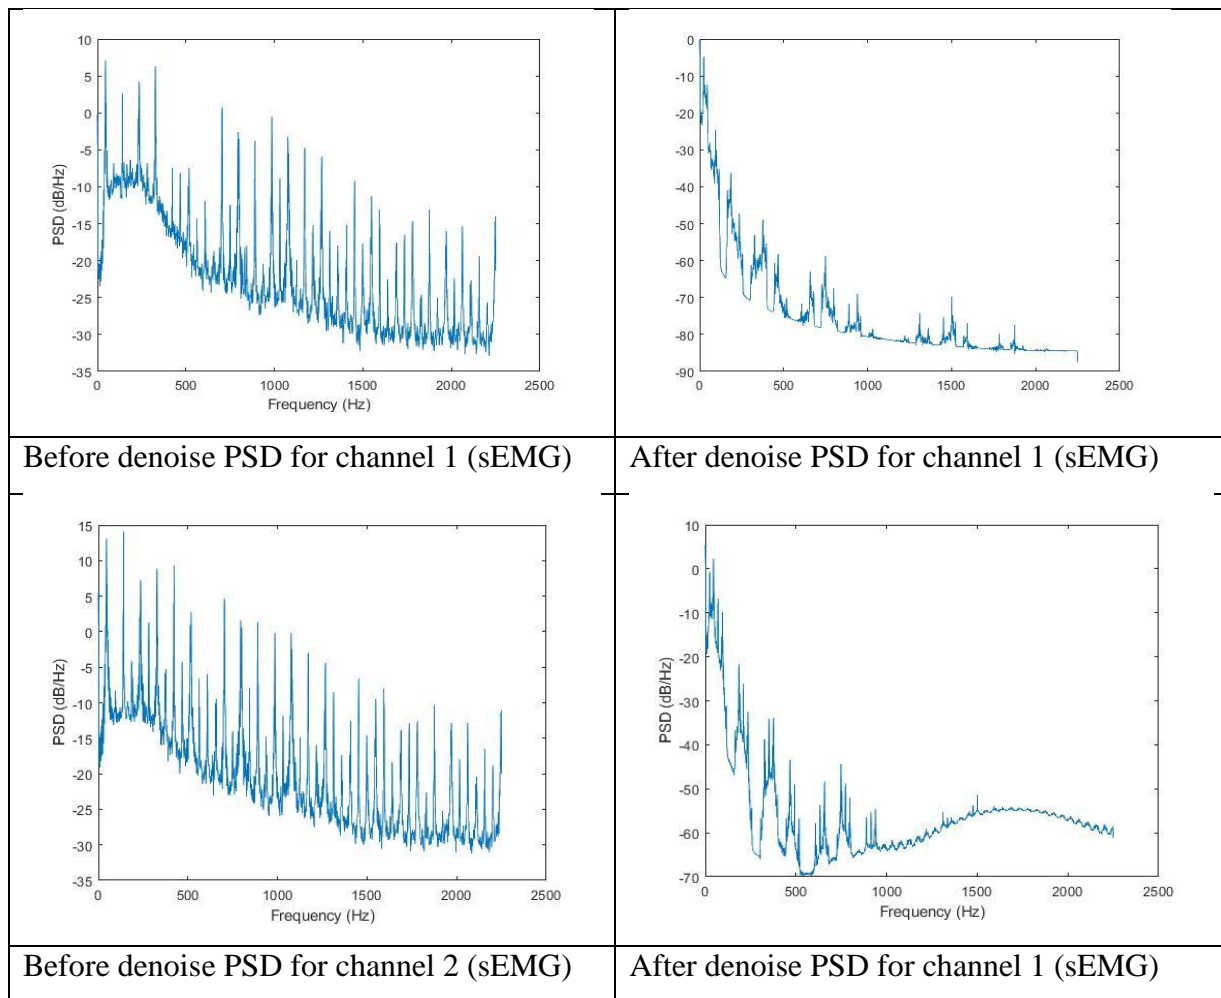 10
5
0
-5
-10
-15
-20
-25
-30
-35
PSD (dB/Hz)
0 500 1000 1500 2000 2500
Frequency (Hz)
0
-10
-20
-30
-40
-50
-60
-70
-80
-90
0 500 1000 1500 2000 2500
Before denoise PSD for channel 1 (sEMG)
After denoise PSD for channel 1 (sEMG)
15
10
5
0
-5
-10
-15
-20
-25
-30
-35
PSD (dB/Hz)
0 500 1000 1500 2000 2500
Frequency (Hz)
10
0
-10
-20
-30
-40
-50
-60
-70
PSD (dB/Hz)
0 500 1000 1500 2000 2500
Frequency (Hz)
Before denoise PSD for channel 2 (sEMG)
After denoise PSD for channel 1 (sEMG)